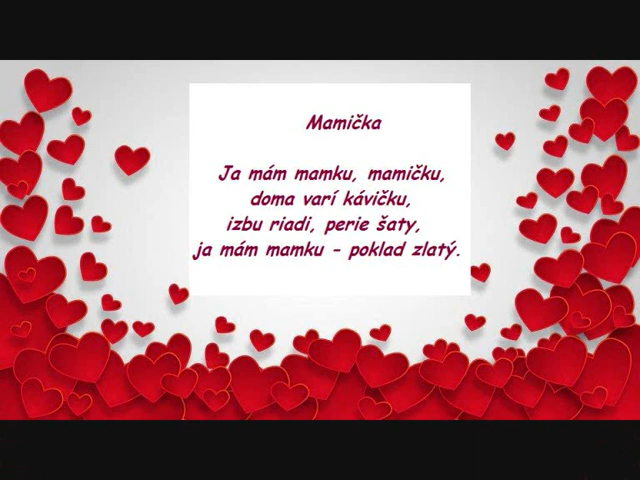 Mamička
Ja mám mamku, mamičku,
doma varí kávičku,
izbu riadi, perie šaty,
ja mám mamku - poklad zlatý.